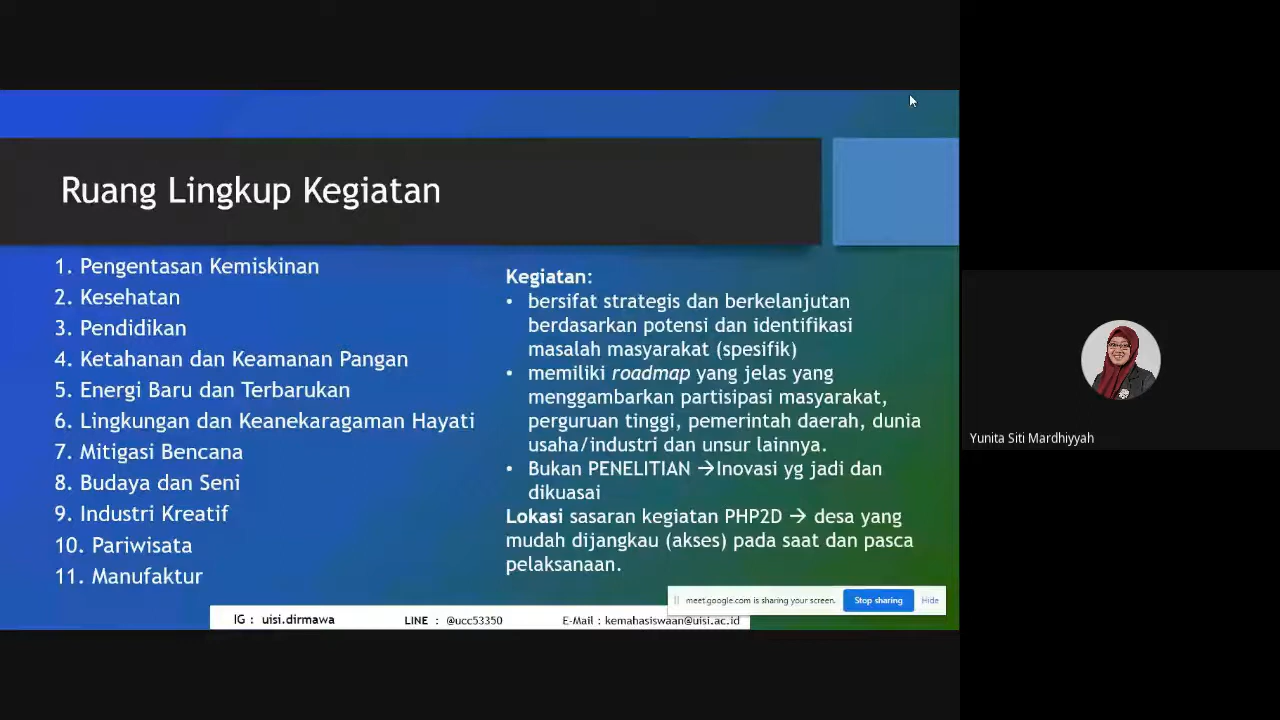 Ruang Lingkup Kegiatan
1. Pengentasan Kemiskinan
2. Kesehatan
3. Pendidikan
4. Ketahanan dan Keamanan Pangan
5. Energi Baru dan Terbarukan
6. Lingkungan dan Keanekaragaman Hayati
7. Mitigasi Bencana
8. Budaya dan Seni
9. Industri Kreatif
10. Pariwisata
11. Manufaktur
Kegiatan:
• bersifat strategis dan berkelanjutan
berdasarkan potensi dan identifikasi
masalah masyarakat (spesifik)
• memiliki roadmap yang jelas yang
menggambarkan partisipasi masyarakat,
perguruan tinggi, pemerintah daerah, dunia
usaha/industri dan unsur lainnya.
• Bukan PENELITIAN →Inovasi yg jadi dan
dikuasai
Lokasi sasaran kegiatan PHP2D → desa yang
mudah dijangkau (akses) pada saat dan pasca
pelaksanaan.
meet.google.com is sharing your screen. Stop sharing Hide
IG : uisi.dirmawa LINE : @ucc53350 E-Mail : kemahasiswaan@uisi.ac.id
Yunita Siti Mardhiyyah